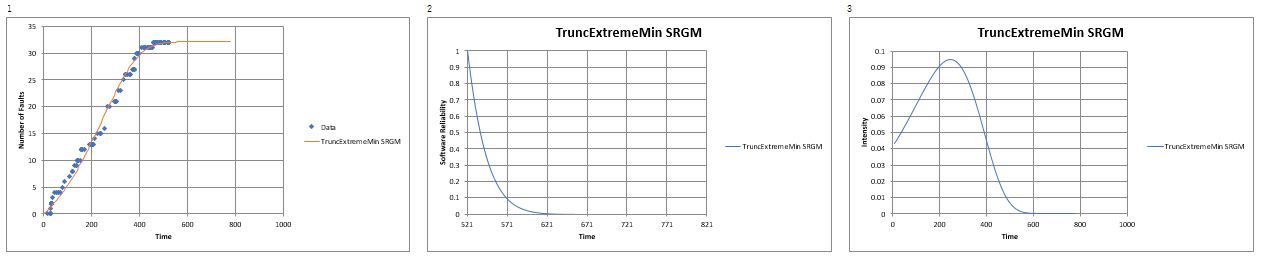 1
35
30
25
20
15
10
5
0
Number of Faults
0 200 400 600 800 1000
Time
Data
TruncExtremeMin SRGM
2
TruncExtremeMin SRGM
1
0.9
0.8
0.7
0.6
0.5
0.4
0.3
0.2
0.1
0
Software Reliability
521 571 621 671 721 771 821
Time
TruncExtremeMin SRGM
3
TruncExtremeMin SRGM
0.1
0.09
0.08
0.07
0.06
0.05
0.04
0.03
0.02
0.01
0
Intensity
0 200 400 600 800 1000
Time
TruncExtremeMin SRGM